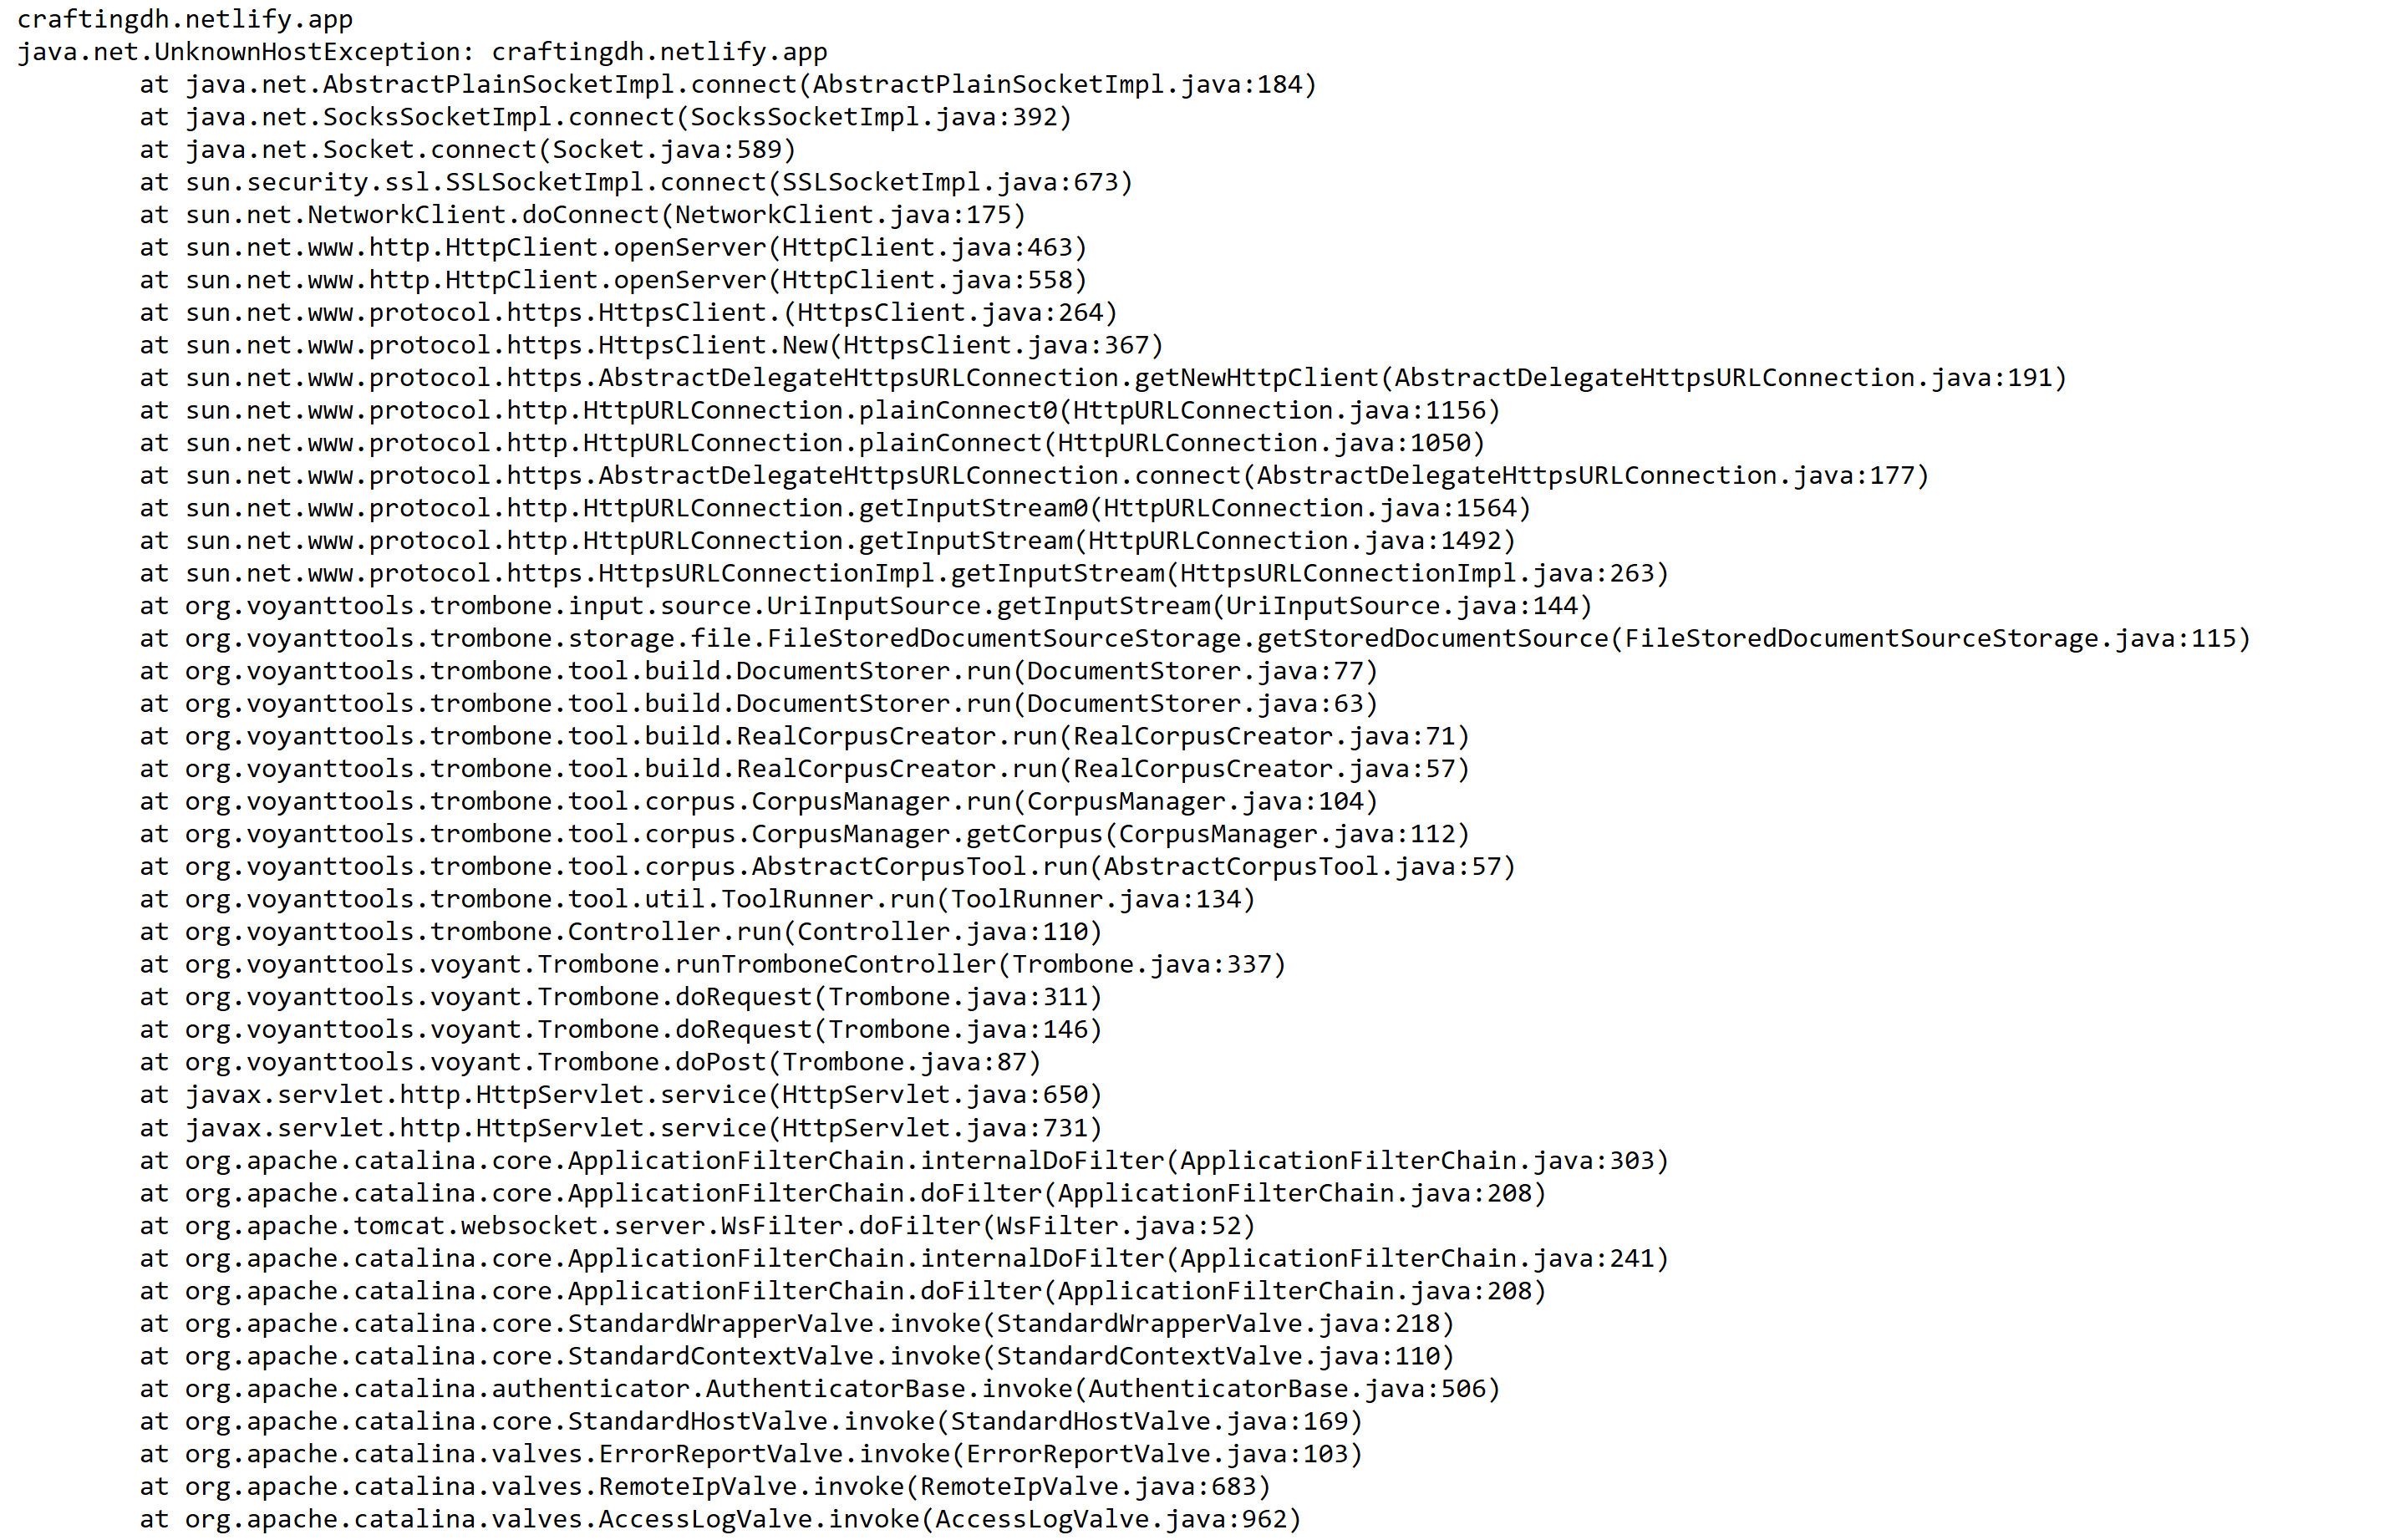 craftingdh.netlify.app
java.net.UnknownHostException: craftingdh.netlify.app
at java.net.AbstractPlainSocketImpl.connect(AbstractPlainSocketImpl.java:184)
at java.net.SocksSocketImpl.connect(SocksSocketImpl.java:392)
at java.net.Socket.connect(Socket.java:589)
at sun.security.ssl.SSLSocketImpl.connect(SSLSocketImpl.java:673)
at sun.net.NetworkClient.doConnect(NetworkClient.java:175)
at sun.net.www.http.HttpClient.openServer(HttpClient.java:463)
at sun.net.www.http.HttpClient.openServer(HttpClient.java:558)
at sun.net.www.protocol.https.HttpsClient.(HttpsClient.java:264)
at sun.net.www.protocol.https.HttpsClient.New(HttpsClient.java:367)
at sun.net.www.protocol.https.AbstractDelegateHttpsURLConnection.getNewHttpClient(AbstractDelegateHttpsURLConnection.java:191)
at sun.net.www.protocol.http.HttpURLConnection.plainConnect0(HttpURLConnection.java:1156)
at sun.net.www.protocol.http.HttpURLConnection.plainConnect(HttpURLConnection.java:1050)
at sun.net.www.protocol.https.AbstractDelegateHttpsURLConnection.connect(AbstractDelegateHttpsURLConnection.java:177)
at sun.net.www.protocol.http.HttpURLConnection.getInputStream0(HttpURLConnection.java:1564)
at sun.net.www.protocol.http.HttpURLConnection.getInputStream(HttpURLConnection.java:1492)
at sun.net.www.protocol.https.HttpsURLConnectionImpl.getInputStream(HttpsURLConnectionImpl.java:263)
at org.voyanttools.trombone.input.source.UriInputSource.getInputStream(UriInputSource.java:144)
at org.voyanttools.trombone.storage.file.FileStoredDocumentSourceStorage.getStoredDocumentSource(FileStoredDocumentSourceStorage.java:115)
at org.voyanttools.trombone.tool.build.DocumentStorer.run(DocumentStorer.java:77)
at org.voyanttools.trombone.tool.build.DocumentStorer.run(DocumentStorer.java:63)
at org.voyanttools.trombone.tool.build.RealCorpusCreator.run(RealCorpusCreator.java:71)
at org.voyanttools.trombone.tool.build.RealCorpusCreator.run(RealCorpusCreator.java:57)
at org.voyanttools.trombone.tool.corpus.CorpusManager.run(CorpusManager.java:104)
at org.voyanttools.trombone.tool.corpus.CorpusManager.getCorpus(CorpusManager.java:112)
at org.voyanttools.trombone.tool.corpus.AbstractCorpusTool.run(AbstractCorpusTool.java:57)
at org.voyanttools.trombone.tool.util.ToolRunner.run(ToolRunner.java:134)
at org.voyanttools.trombone.Controller.run(Controller.java:110)
at org.voyanttools.voyant.Trombone.runTromboneController(Trombone.java:337)
at org.voyanttools.voyant.Trombone.doRequest(Trombone.java:311)
at org.voyanttools.voyant.Trombone.doRequest(Trombone.java:146)
at org.voyanttools.voyant.Trombone.doPost(Trombone.java:87)
at javax.servlet.http.HttpServlet.service(HttpServlet.java:650)
at javax.servlet.http.HttpServlet.service(HttpServlet.java:731)
at org.apache.catalina.core.ApplicationFilterChain.internalDoFilter(ApplicationFilterChain.java:303)
at org.apache.catalina.core.ApplicationFilterChain.doFilter(ApplicationFilterChain.java:208)
at org.apache.tomcat.websocket.server.WsFilter.doFilter(WsFilter.java:52)
at org.apache.catalina.core.ApplicationFilterChain.internalDoFilter(ApplicationFilterChain.java:241)
at org.apache.catalina.core.ApplicationFilterChain.doFilter(ApplicationFilterChain.java:208)
at org.apache.catalina.core.StandardWrapperValve.invoke(StandardWrapperValve.java:218)
at org.apache.catalina.core.StandardContextValve.invoke(StandardContextValve.java:110)
at org.apache.catalina.authenticator.AuthenticatorBase.invoke(AuthenticatorBase.java:506)
at org.apache.catalina.core.StandardHostValve.invoke(StandardHostValve.java:169)
at org.apache.catalina.valves.ErrorReportValve.invoke(ErrorReportValve.java:103)
at org.apache.catalina.valves.RemoteIpValve.invoke(RemoteIpValve.java:683)
at org.apache.catalina.valves.AccessLogValve.invoke(AccessLogValve.java:962)